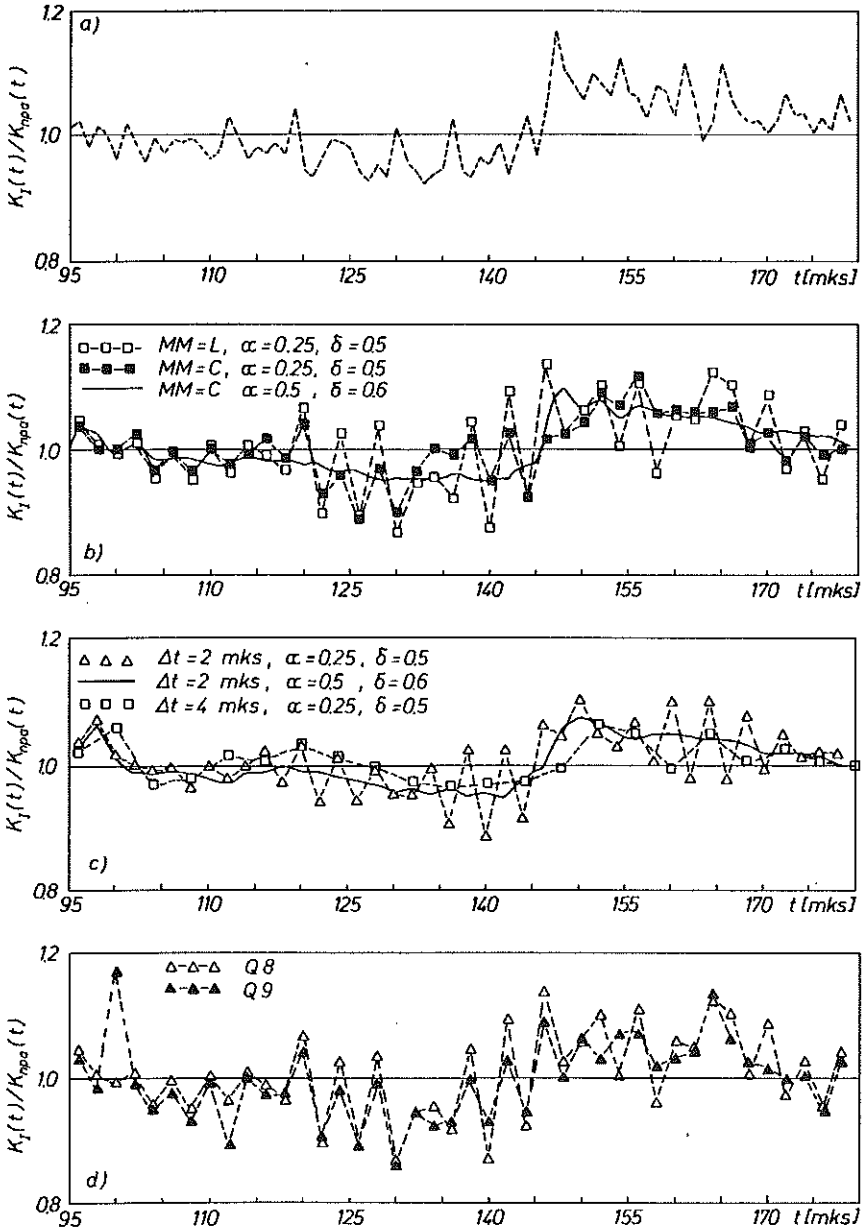 a)
1.2
1.0
0.8
K_I(t)/K_npd(t)
95 110 125 140 155 170 t[mks]
1.2
1.0
0.8
K_I(t)/K_npd(t)
□-□-□ MM=L, α=0.25, δ=0.5
■-■-■ MM=C, α=0.25, δ=0.5
—— MM=C α=0.5 , δ=0.6
b)
95 110 125 140 155 170 t[mks]
1.2
1.0
0.8
K_I(t)/K_npd(t)
△ △ △ Δt=2 mks, α=0.25, δ=0.5
—— Δt=2 mks, α=0.5 , δ=0.6
□ □ □ Δt=4 mks, α=0.25, δ=0.5
c)
95 110 125 140 155 170 t[mks]
1.2
1.0
0.8
K_I(t)/K_npd(t)
△-△-△ Q8
▲-▲-▲ Q9
d)
95 110 125 140 155 170 t[mks]